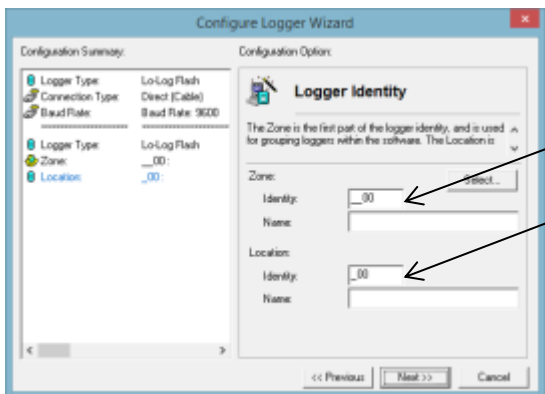 Configure Logger Wizard
Configuration Summary:
Logger Type: Lo-Log Flash
Connection Type: Direct (Cable)
Baud Rate: Baud Rate: 9600
Logger Type: Lo-Log Flash
Zone: __00 :
Location: _00 :
Configuration Option:
Logger Identity
The Zone is the first part of the logger identity, and is used
for grouping loggers within the software. The Location is
Zone:
Select...
Identity: __00
Name:
Location:
Identity: _00
Name:
<< Previous
Next >>
Cancel